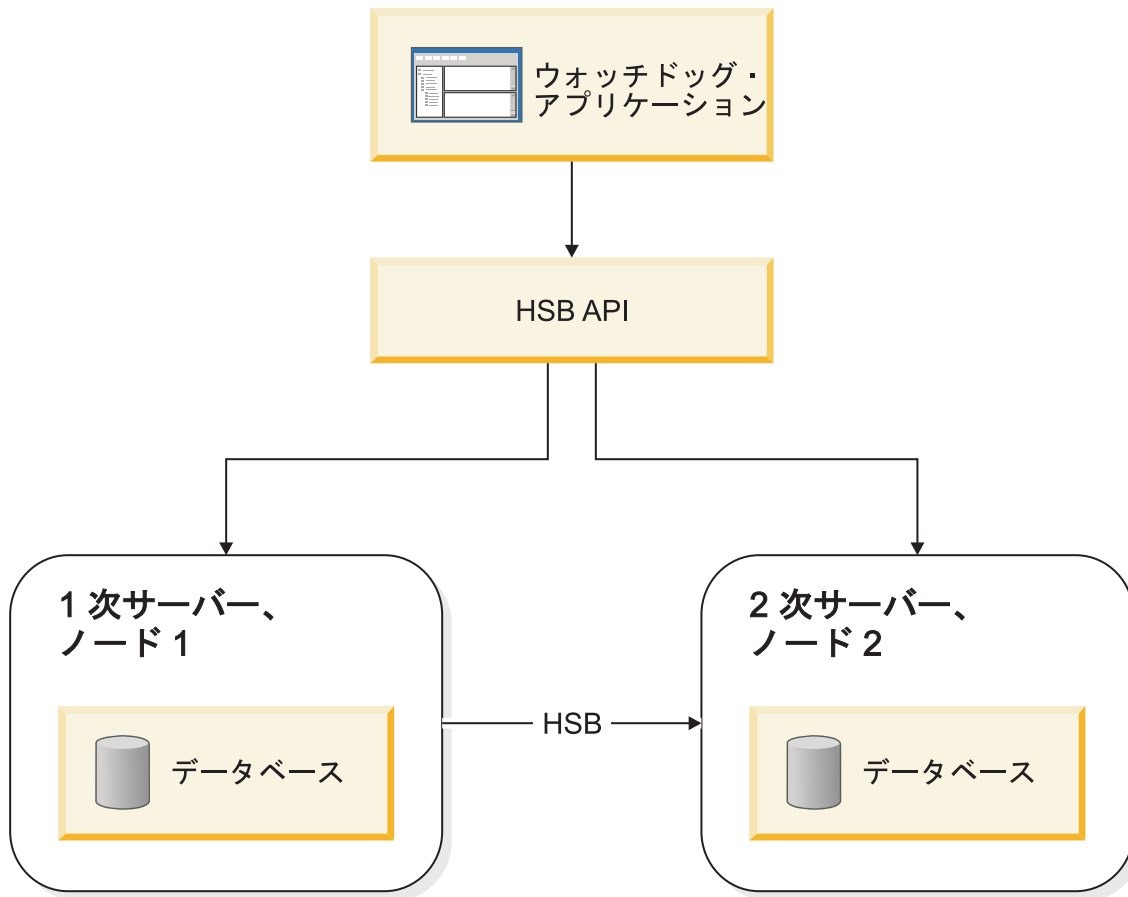 ウォッチドッグ・
アプリケーション
HSB API
1 次サーバー、
ノード 1
データベース
HSB
2 次サーバー、
ノード 2
データベース